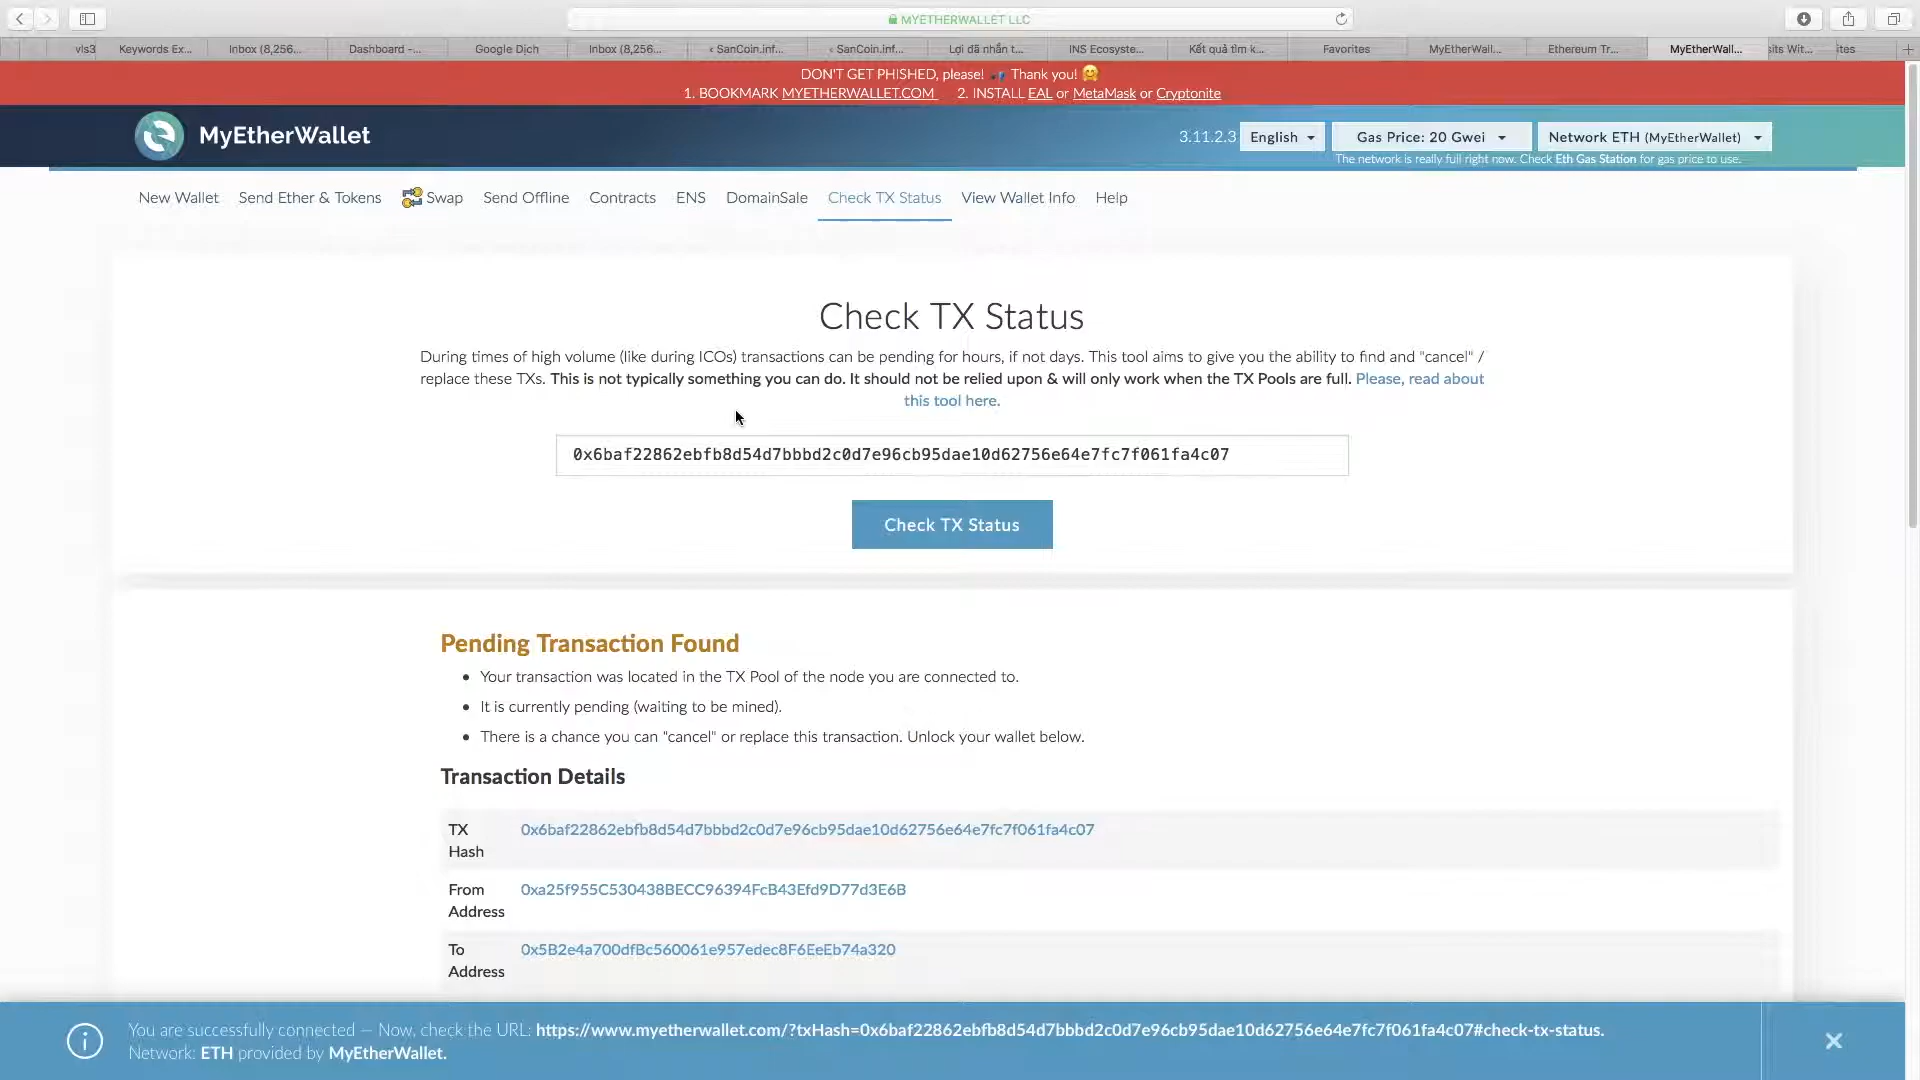 MYETHERWALLET LLC
vls3
Keywords Ex...
Inbox (8,256...
Dashboard -...
Google Dịch
Inbox (8,256...
‹ SanCoin.inf...
‹ SanCoin.inf...
Lợi đã nhắn t...
INS Ecosyste...
Kết quả tìm k...
Favorites
MyEtherWall...
Ethereum Tr...
MyEtherWall...
sits Wit...
ites
DON'T GET PHISHED, please! Thank you!
1. BOOKMARK MYETHERWALLET.COM 2. INSTALL EAL or MetaMask or Cryptonite
MyEtherWallet
3.11.2.3
English
Gas Price: 20 Gwei
Network ETH (MyEtherWallet)
The network is really full right now. Check Eth Gas Station for gas price to use.
New Wallet
Send Ether & Tokens
Swap
Send Offline
Contracts
ENS
DomainSale
Check TX Status
View Wallet Info
Help
Check TX Status
During times of high volume (like during ICOs) transactions can be pending for hours, if not days. This tool aims to give you the ability to find and "cancel" /
replace these TXs. This is not typically something you can do. It should not be relied upon & will only work when the TX Pools are full. Please, read about
this tool here.
0x6baf22862ebfb8d54d7bbbd2c0d7e96cb95dae10d62756e64e7fc7f061fa4c07
Check TX Status
Pending Transaction Found
Your transaction was located in the TX Pool of the node you are connected to.
It is currently pending (waiting to be mined).
There is a chance you can "cancel" or replace this transaction. Unlock your wallet below.
Transaction Details
TX
Hash
0x6baf22862ebfb8d54d7bbbd2c0d7e96cb95dae10d62756e64e7fc7f061fa4c07
From
Address
0xa25f955C530438BECC96394FcB43Efd9D77d3E6B
To
Address
0x5B2e4a700dfBc560061e957edec8F6EeEb74a320
You are successfully connected — Now, check the URL: https://www.myetherwallet.com/?txHash=0x6baf22862ebfb8d54d7bbbd2c0d7e96cb95dae10d62756e64e7fc7f061fa4c07#check-tx-status.
Network: ETH provided by MyEtherWallet.